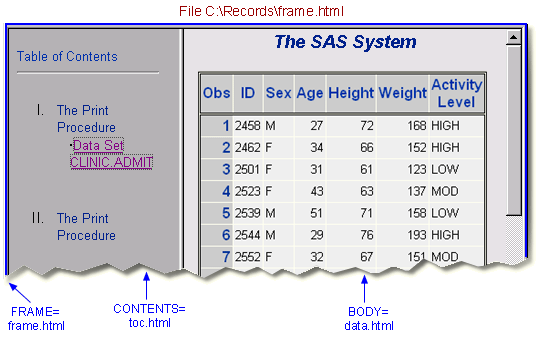 File C:\Records\frame.html
Table of Contents
I. The Print
Procedure
·Data Set
CLINIC.ADMIT
II. The Print
Procedure
The SAS System
Obs ID Sex Age Height Weight Activity
Level
1 2458 M 27 72 168 HIGH
2 2462 F 34 66 152 HIGH
3 2501 F 31 61 123 LOW
4 2523 F 43 63 137 MOD
5 2539 M 51 71 158 LOW
6 2544 M 29 76 193 HIGH
7 2552 F 32 67 151 MOD
FRAME=
frame.html
CONTENTS=
toc.html
BODY=
data.html